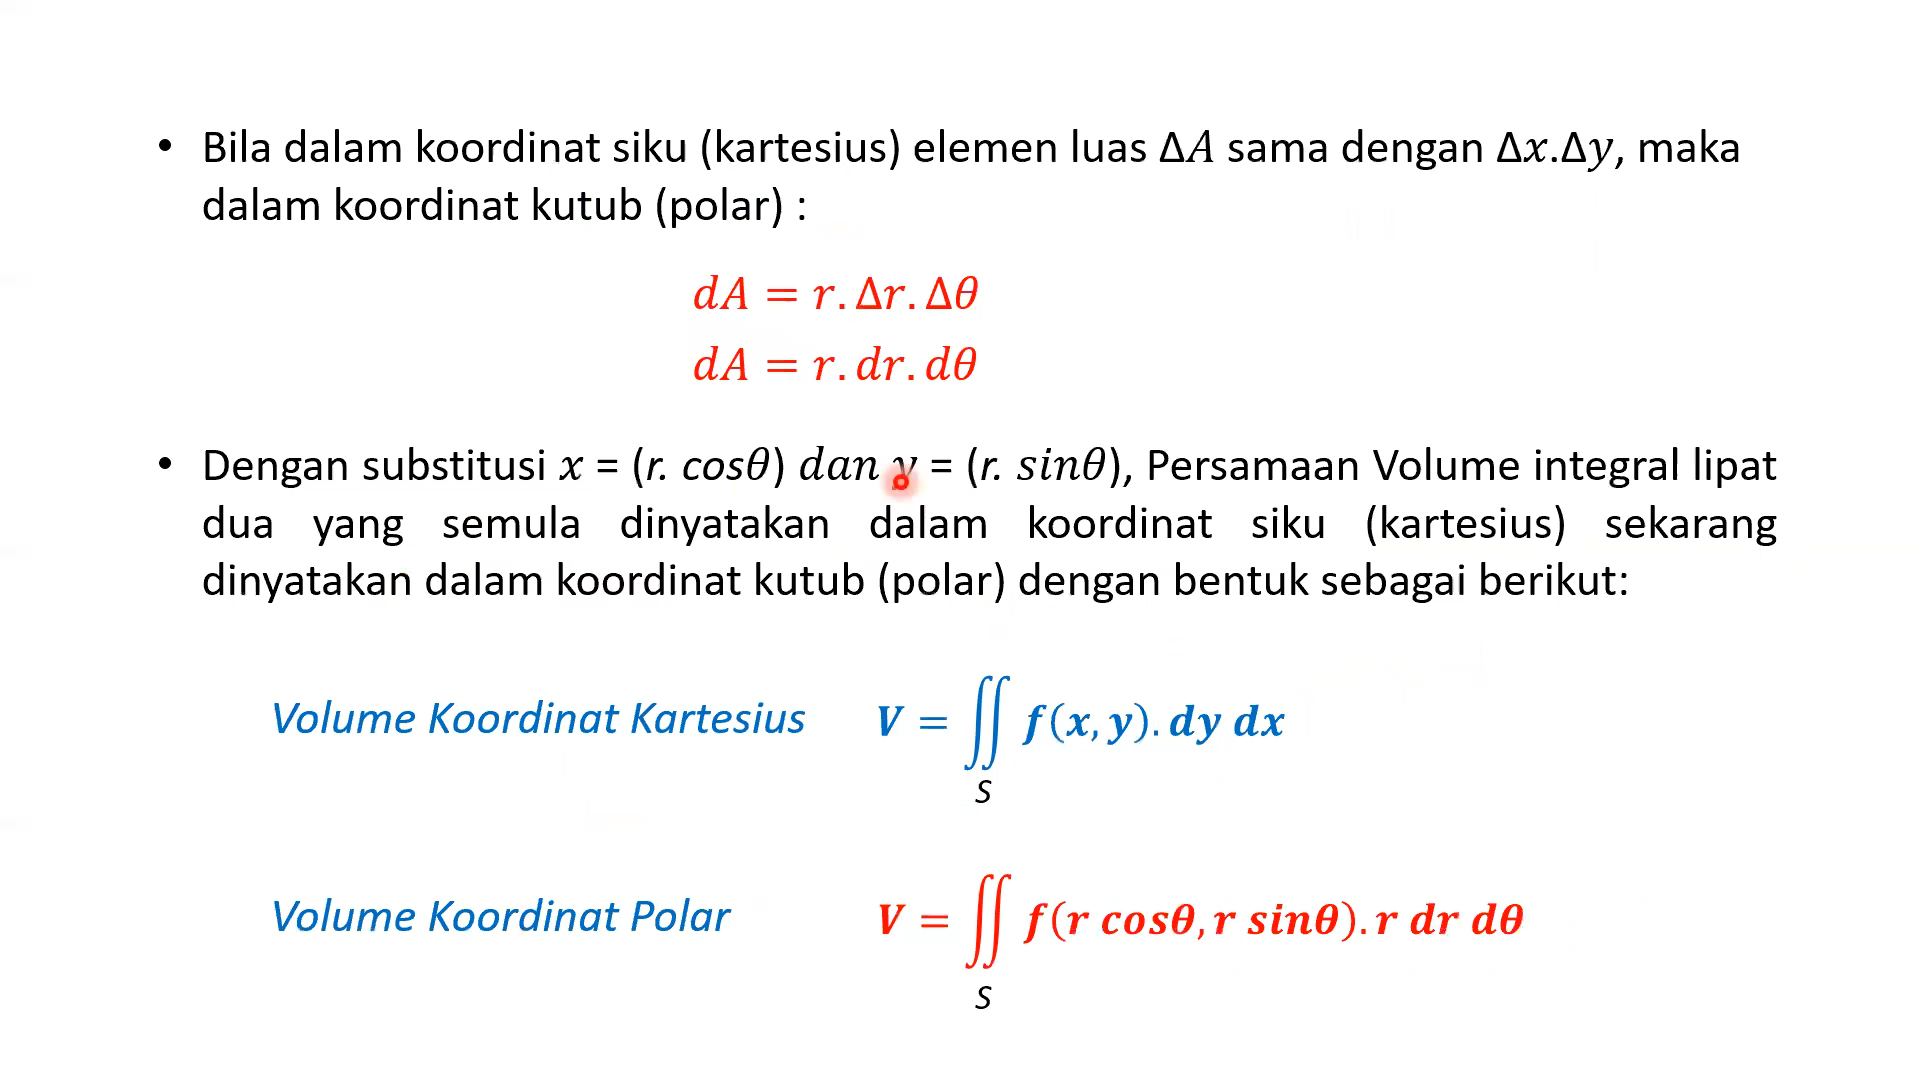 • Bila dalam koordinat siku (kartesius) elemen luas ΔA sama dengan Δx.Δy, maka
dalam koordinat kutub (polar) :
dA = r. Δr. Δθ
dA = r. dr. dθ
• Dengan substitusi x = (r. cosθ) dan y = (r. sinθ), Persamaan Volume integral lipat
dua yang semula dinyatakan dalam koordinat siku (kartesius) sekarang
dinyatakan dalam koordinat kutub (polar) dengan bentuk sebagai berikut:
Volume Koordinat Kartesius V = ∬ f(x, y). dy dx
S
Volume Koordinat Polar V = ∬ f(r cosθ, r sinθ). r dr dθ
S